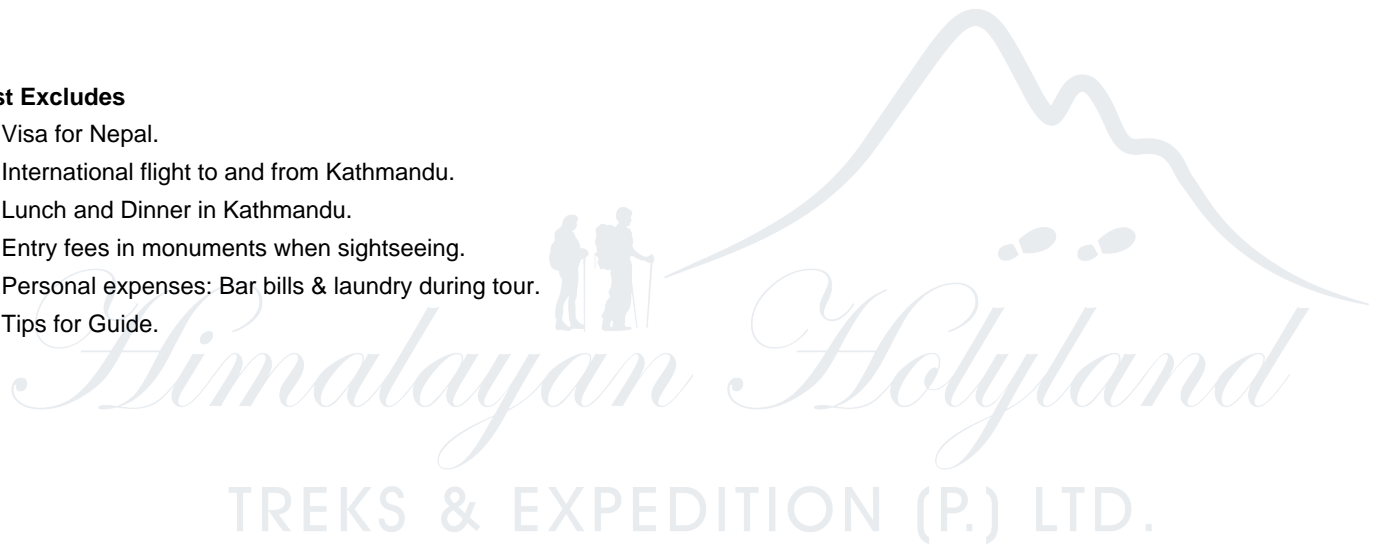 st Excludes
Visa for Nepal.
International flight to and from Kathmandu.
Lunch and Dinner in Kathmandu.
Entry fees in monuments when sightseeing.
Personal expenses: Bar bills & laundry during tour.
Tips for Guide.
Himalayan Holyland
TREKS & EXPEDITION (P.) LTD.